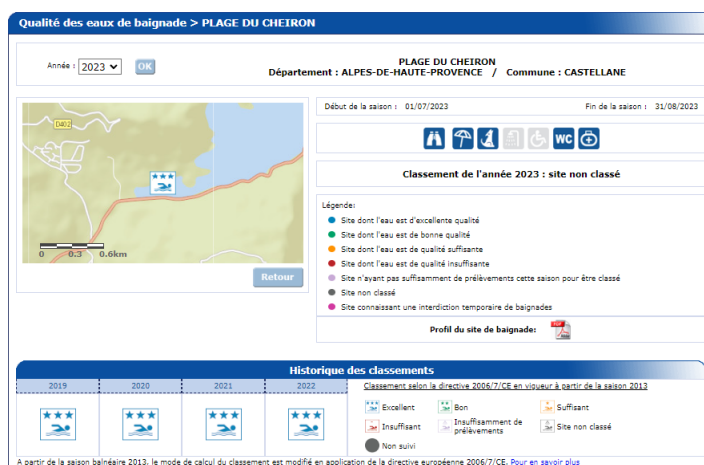 Qualité des eaux de baignade > PLAGE DU CHEIRON
Année : 2023 OK
PLAGE DU CHEIRON
Département : ALPES-DE-HAUTE-PROVENCE / Commune : CASTELLANE
D402
0 0.3 0.6km
Retour
Début de la saison : 01/07/2023 Fin de la saison : 31/08/2023
WC
Classement de l'année 2023 : site non classé
Légende:
Site dont l'eau est d'excellente qualité
Site dont l'eau est de bonne qualité
Site dont l'eau est de qualité suffisante
Site dont l'eau est de qualité insuffisante
Site n'ayant pas suffisamment de prélèvements cette saison pour être classé
Site non classé
Site connaissant une interdiction temporaire de baignades
Profil du site de baignade:
Historique des classements
2019 2020 2021 2022
Classement selon la directive 2006/7/CE en vigueur à partir de la saison 2013
Excellent Bon Suffisant
Insuffisant Insuffisamment de prélèvements Site non classé
Non suivi
A partir de la saison balnéaire 2013, le mode de calcul du classement est modifié en application de la directive européenne 2006/7/CE. Pour en savoir plus